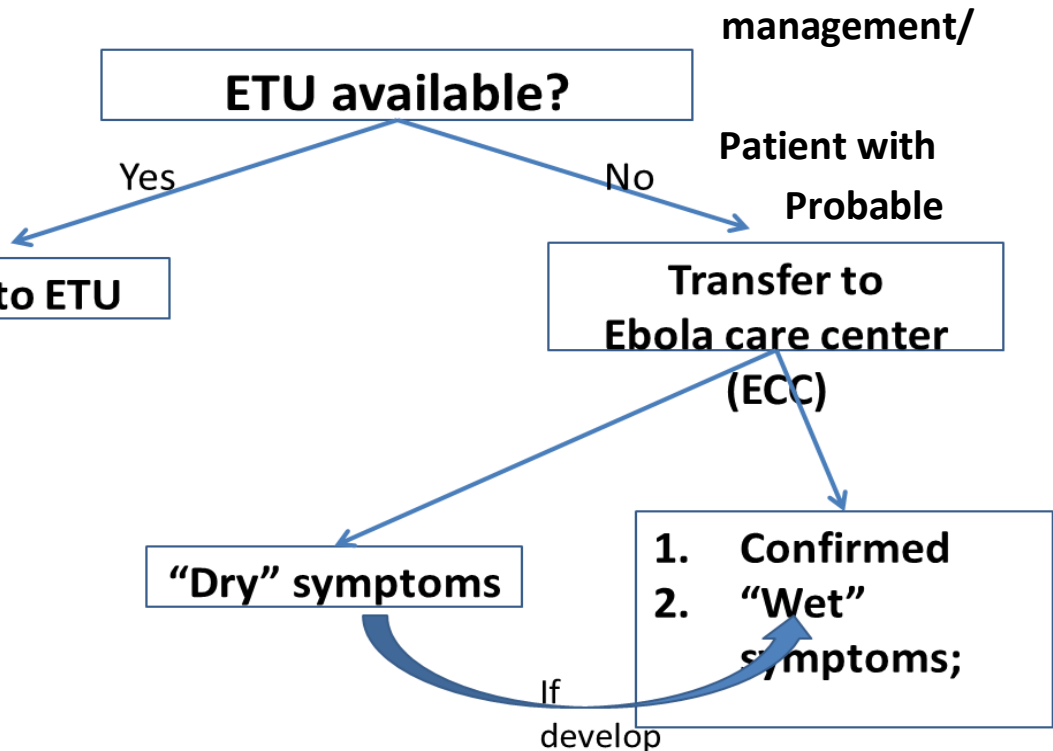 management/
ETU available?
Patient with
Probable
Yes
No
to ETU
Transfer to
Ebola care center
(ECC)
“Dry” symptoms
1. Confirmed
2. “Wet”
symptoms;
If
develop